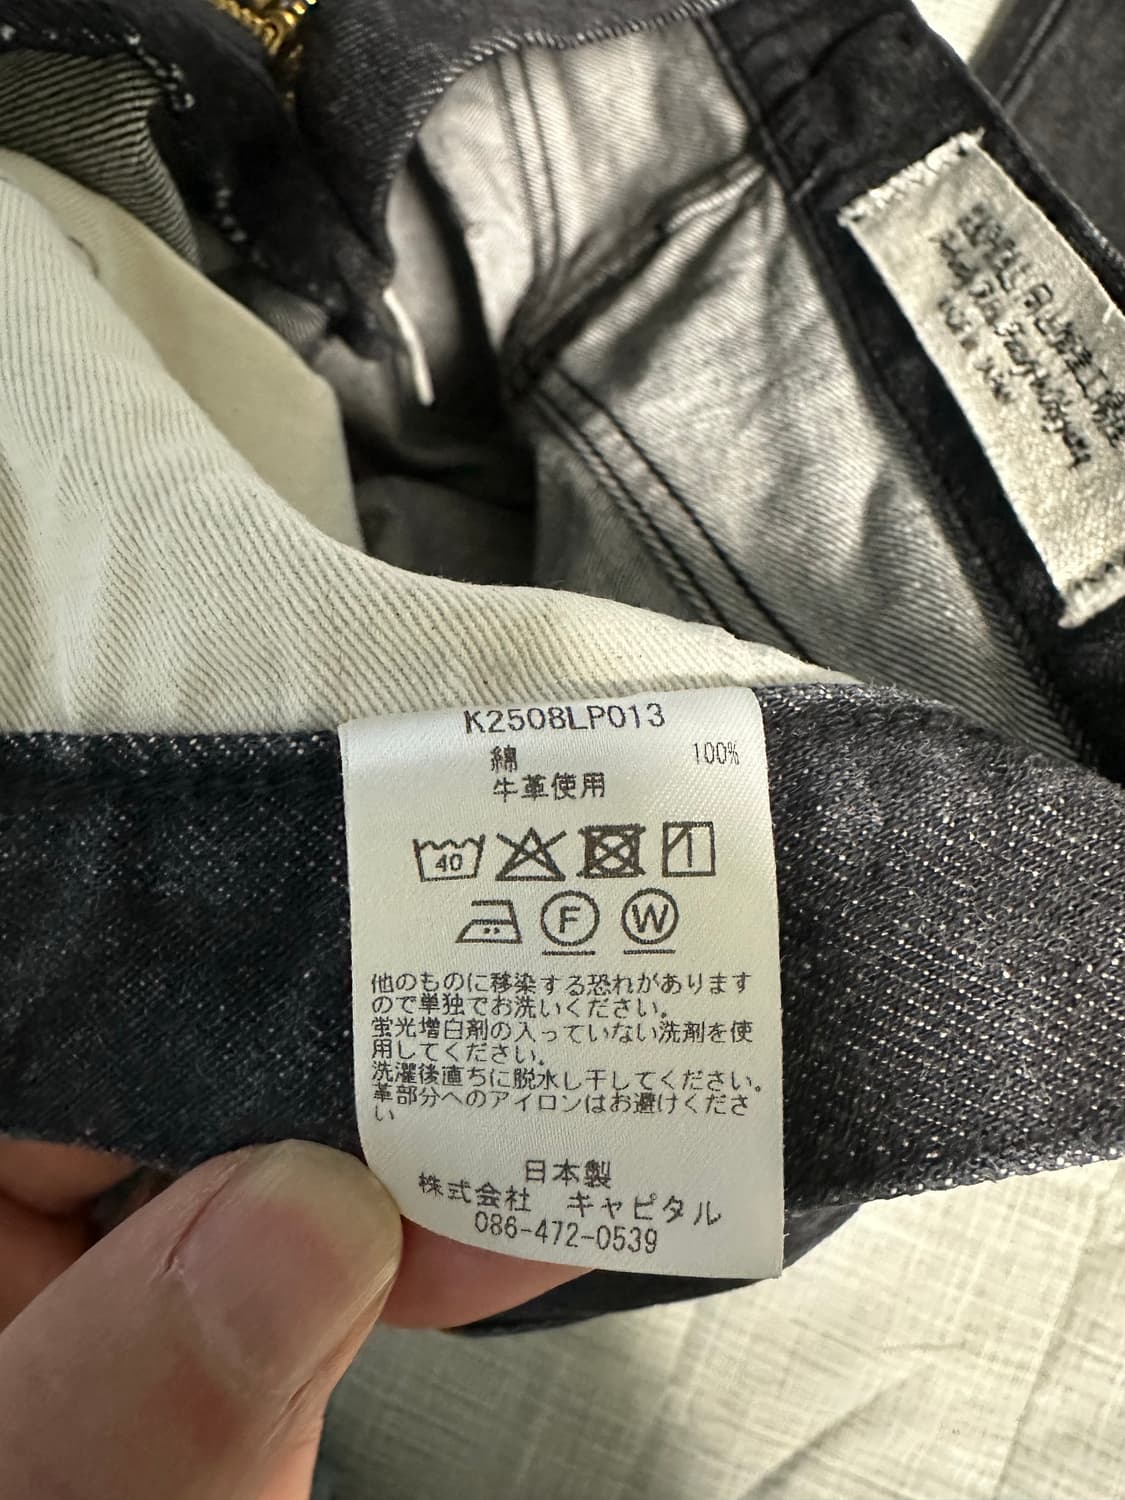 K2508LP013
綿 100%
牛革使用
40
F W
他のものに移染する恐れがあります
ので単独でお洗いください。
蛍光増白剤の入っていない洗剤を使
用してください。
洗濯後直ちに脱水し干してください。
革部分へのアイロンはお避けくださ
い
日本製
株式会社 キャピタル
086-472-0539